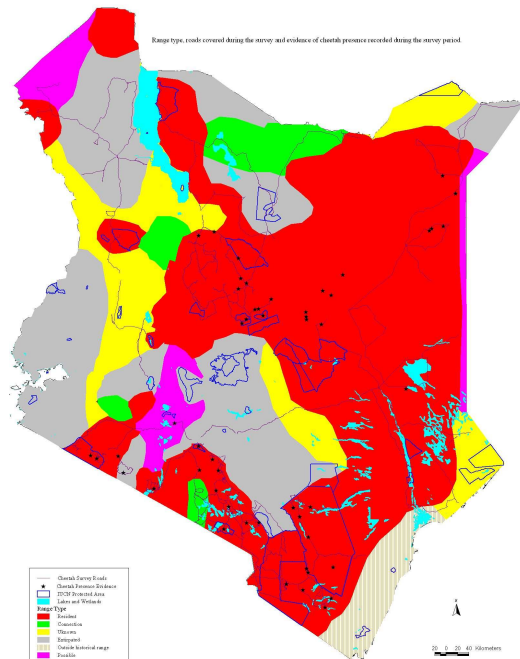 Range type, roads covered during the survey and evidence of cheetah presence recorded during the survey period
Cheetah Survey Roads
Cheetah Presence Evidence
IUCN Protected Area
Lakes and Wetlands
Range Type
Resident
Connection
Unknown
Extirpated
Outside historical range
Possible
N
20 0 20 40 Kilometers